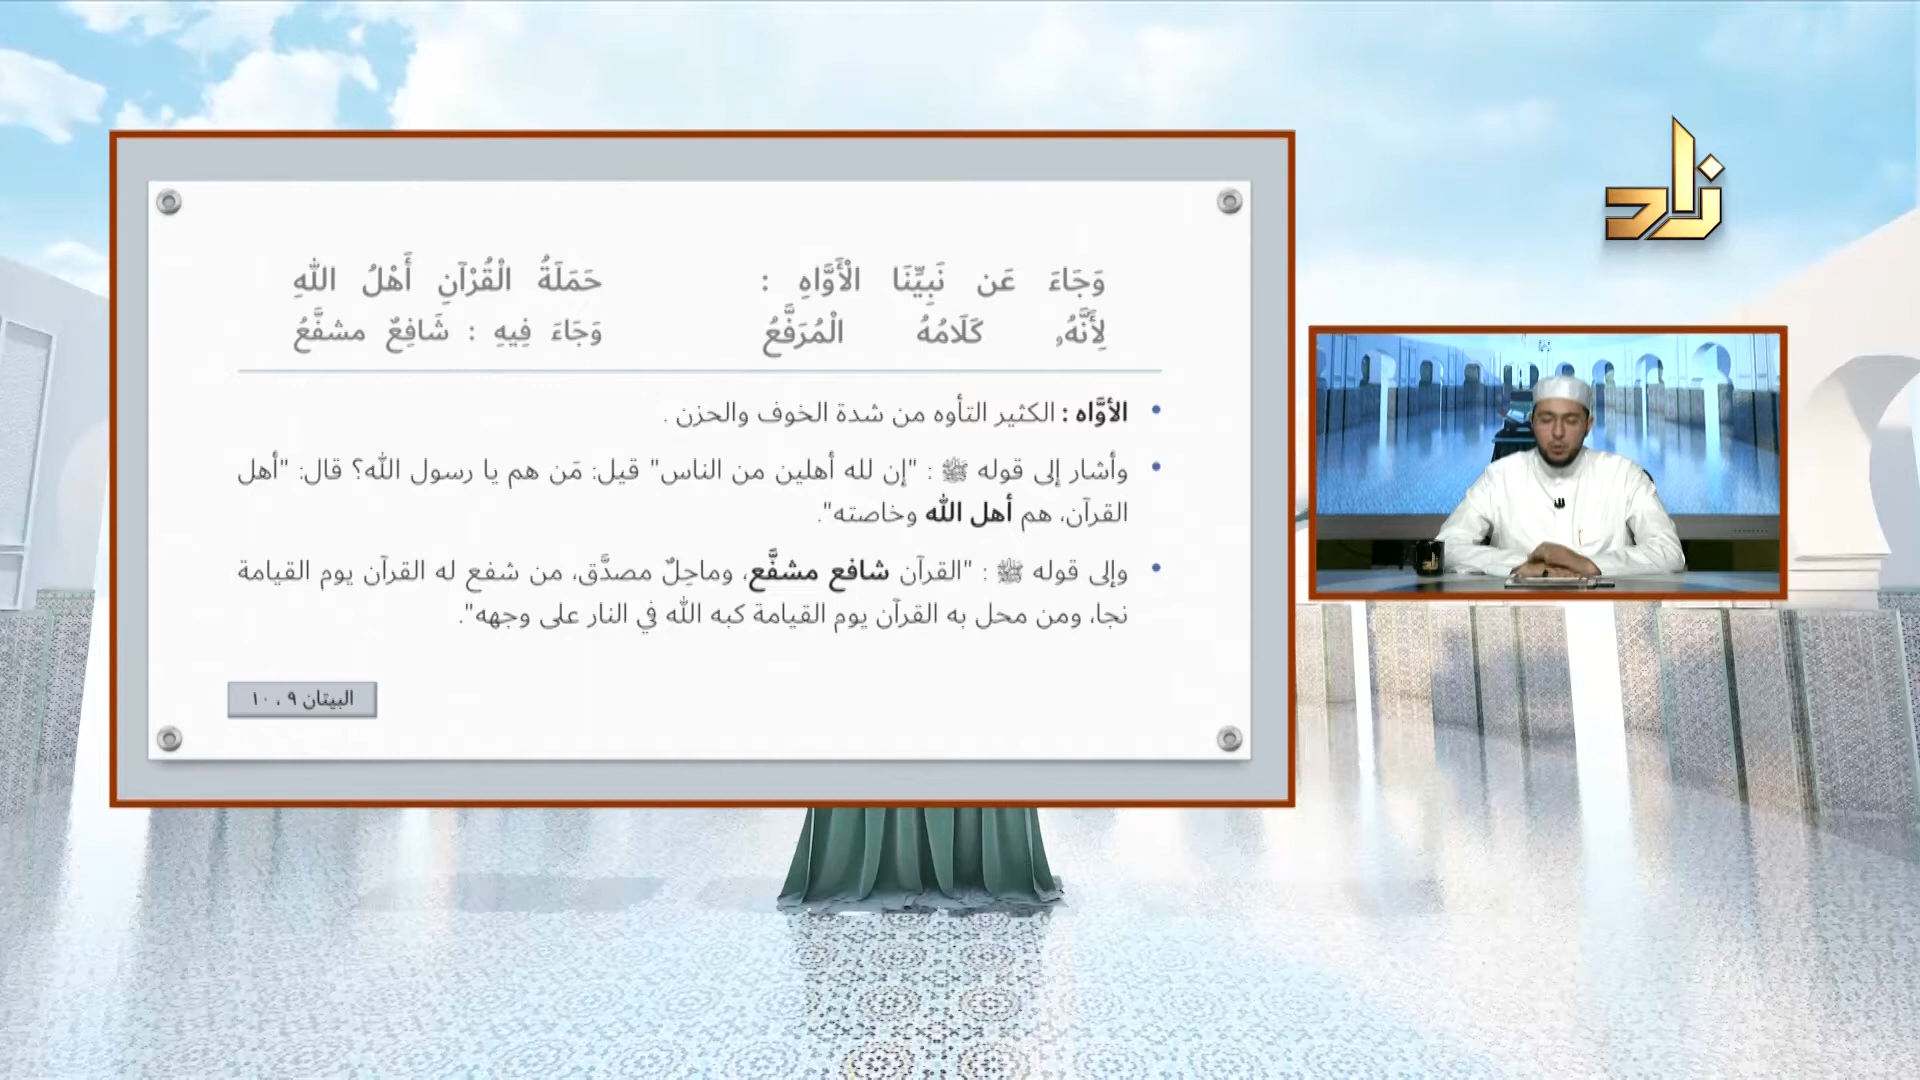 وَجَاءَ عَن نَبِيِّنَا الْأَوَّاهِ : حَمَلَةُ الْقُرْآنِ أَهْلُ اللهِ
لِأَنَّهُۥ كَلَامُهُ الْمُرَفَّعُ وَجَاءَ فِيهِ : شَافِعٌ مشفَّعُ
• الأوَّاه : الكثير التأوه من شدة الخوف والحزن .
• وأشار إلى قوله ﷺ : "إن لله أهلين من الناس" قيل: مَن هم يا رسول الله؟ قال: "أهل
القرآن، هم أهل الله وخاصته".
• وإلى قوله ﷺ : "القرآن شافع مشفَّع، وماحِلٌ مصدَّق، من شفع له القرآن يوم القيامة
نجا، ومن محل به القرآن يوم القيامة كبه الله في النار على وجهه".
البيتان ٩ ، ١٠
زاد